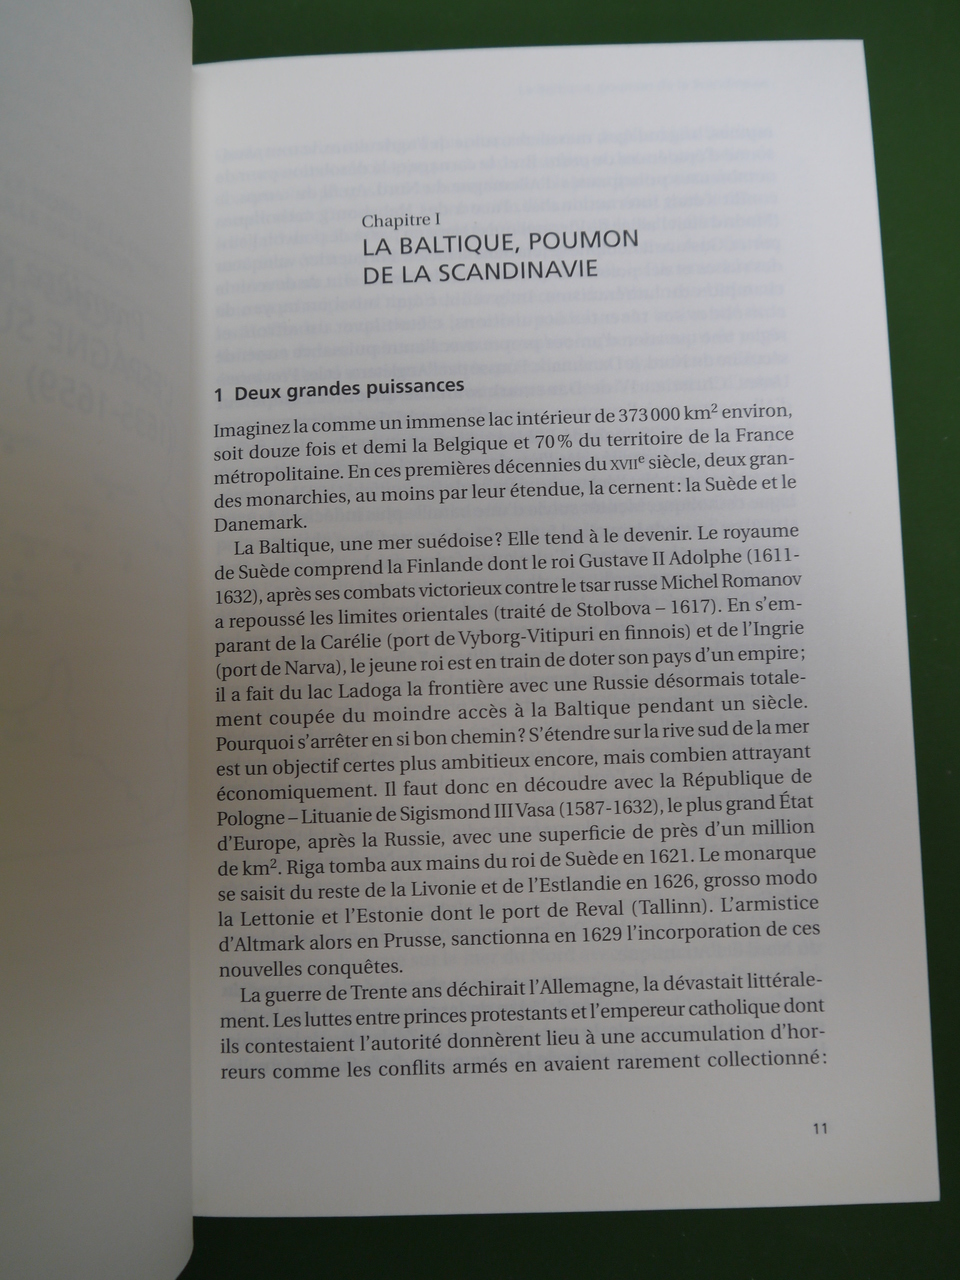 Chapitre I
LA BALTIQUE, POUMON
DE LA SCANDINAVIE
1 Deux grandes puissances
Imaginez la comme un immense lac intérieur de 373 000 km² environ,
soit douze fois et demi la Belgique et 70 % du territoire de la France
métropolitaine. En ces premières décennies du XVIIe siècle, deux gran-
des monarchies, au moins par leur étendue, la cernent : la Suède et le
Danemark.
La Baltique, une mer suédoise ? Elle tend à le devenir. Le royaume
de Suède comprend la Finlande dont le roi Gustave II Adolphe (1611-
1632), après ses combats victorieux contre le tsar russe Michel Romanov
a repoussé les limites orientales (traité de Stolbova – 1617). En s'em-
parant de la Carélie (port de Vyborg-Vitipuri en finnois) et de l'Ingrie
(port de Narva), le jeune roi est en train de doter son pays d'un empire ;
il a fait du lac Ladoga la frontière avec une Russie désormais totale-
ment coupée du moindre accès à la Baltique pendant un siècle.
Pourquoi s'arrêter en si bon chemin ? S'étendre sur la rive sud de la mer
est un objectif certes plus ambitieux encore, mais combien attrayant
économiquement. Il faut donc en découdre avec la République de
Pologne – Lituanie de Sigismond III Vasa (1587-1632), le plus grand État
d'Europe, après la Russie, avec une superficie de près d'un million
de km². Riga tomba aux mains du roi de Suède en 1621. Le monarque
se saisit du reste de la Livonie et de l'Estlandie en 1626, grosso modo
la Lettonie et l'Estonie dont le port de Reval (Tallinn). L'armistice
d'Altmark alors en Prusse, sanctionna en 1629 l'incorporation de ces
nouvelles conquêtes.
La guerre de Trente ans déchirait l'Allemagne, la dévastait littérale-
ment. Les luttes entre princes protestants et l'empereur catholique dont
ils contestaient l'autorité donnèrent lieu à une accumulation d'hor-
reurs comme les conflits armés en avaient rarement collectionné :
11